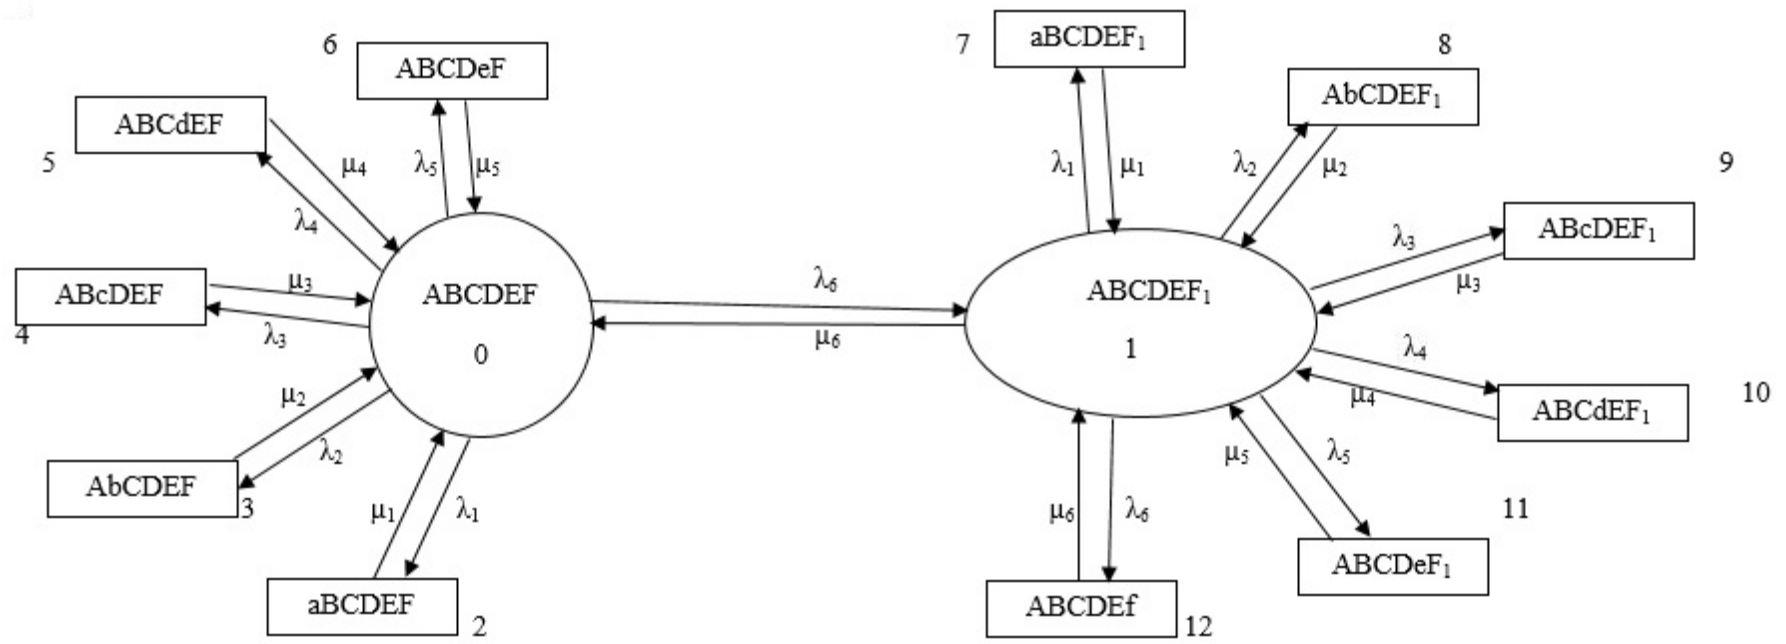 6
ABCDeF
7
aBCDEF₁
8
AbCDEF₁
ABCdEF
5
μ₄
λ₄
λ₅
μ₅
λ₁
μ₁
λ₂
μ₂
9
ABcDEF₁
λ₃
μ₃
ABcDEF
4
μ₃
λ₃
ABCDEF
0
λ₆
μ₆
ABCDEF₁
1
λ₄
μ₄
10
ABCdEF₁
μ₂
λ₂
AbCDEF
3
μ₁
λ₁
aBCDEF
2
μ₅
λ₅
11
ABCDeF₁
μ₆
λ₆
ABCDEf
12